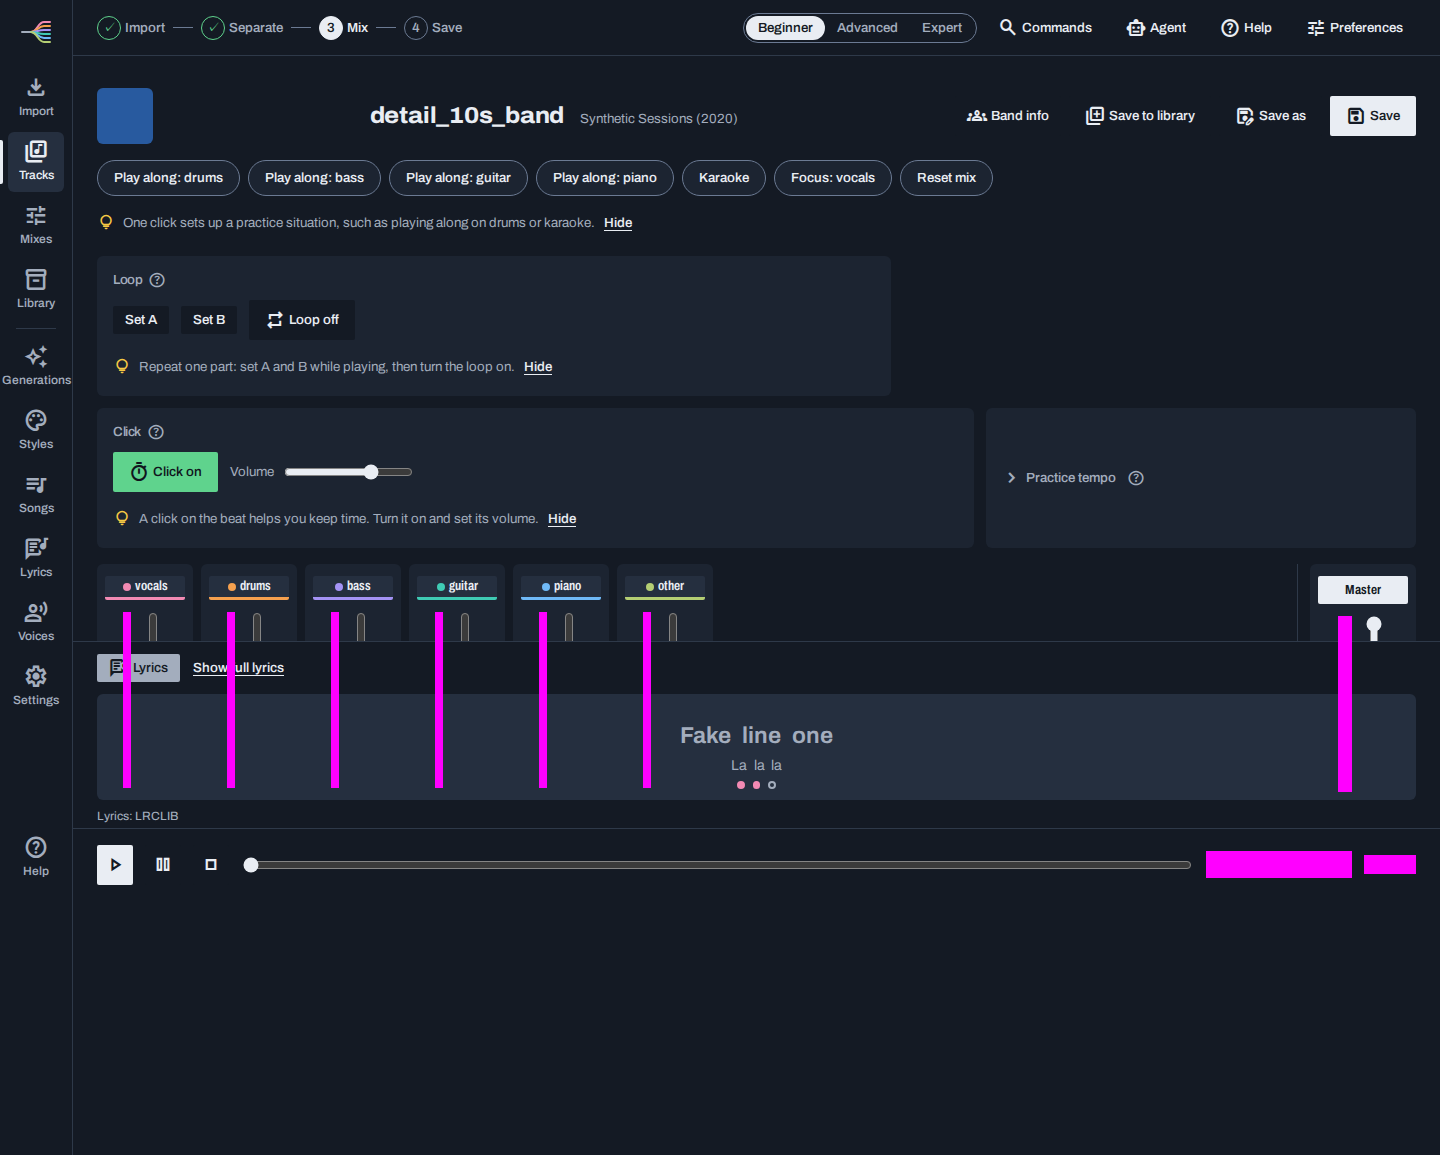 Import
Separate
3 Mix
4 Save
Beginner
Advanced
Expert
Commands
Agent
Help
Preferences
Import
Tracks
Mixes
Library
Generations
Styles
Songs
Lyrics
Voices
Settings
Help
detail_10s_band
Synthetic Sessions (2020)
Band info
Save to library
Save as
Save
Play along: drums
Play along: bass
Play along: guitar
Play along: piano
Karaoke
Focus: vocals
Reset mix
One click sets up a practice situation, such as playing along on drums or karaoke. Hide
Loop
Set A
Set B
Loop off
Repeat one part: set A and B while playing, then turn the loop on. Hide
Click
Click on
Volume
A click on the beat helps you keep time. Turn it on and set its volume. Hide
Practice tempo
vocals
drums
bass
guitar
piano
other
Master
Lyrics
Show full lyrics
Fake line one
La la la
Lyrics: LRCLIB